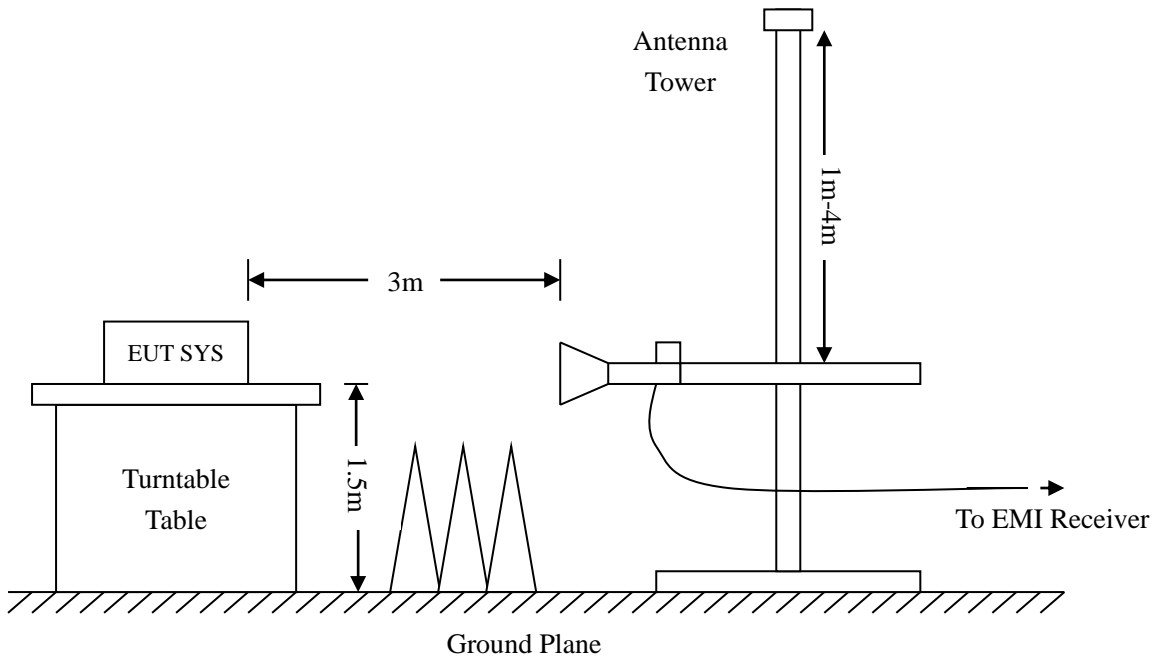 Antenna
Tower
1m-4m
3m
EUT SYS
1.5m
Turntable
Table
To EMI Receiver
Ground Plane